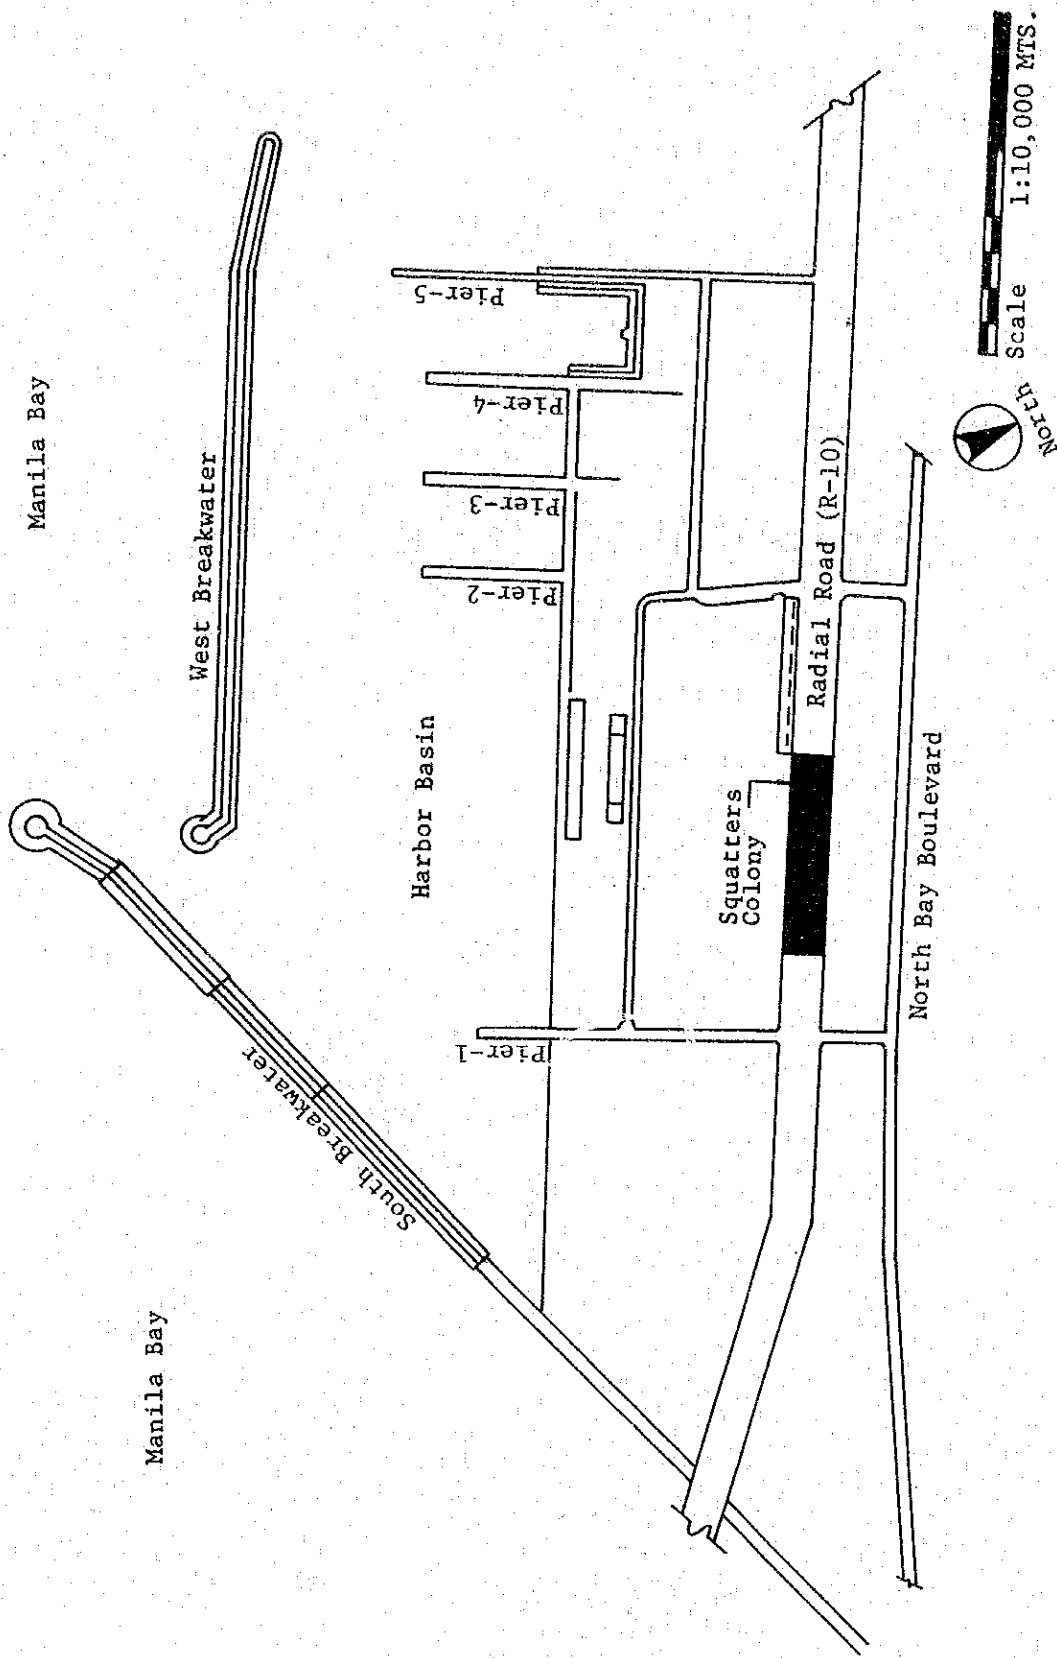 Manila Bay
Manila Bay
West Breakwater
South Breakwater
Harbor Basin
Pier-1
Pier-2
Pier-3
Pier-4
Pier-5
Squatters
Colony
Radial Road (R-10)
North Bay Boulevard
North
Scale 1:10,000 MTS.